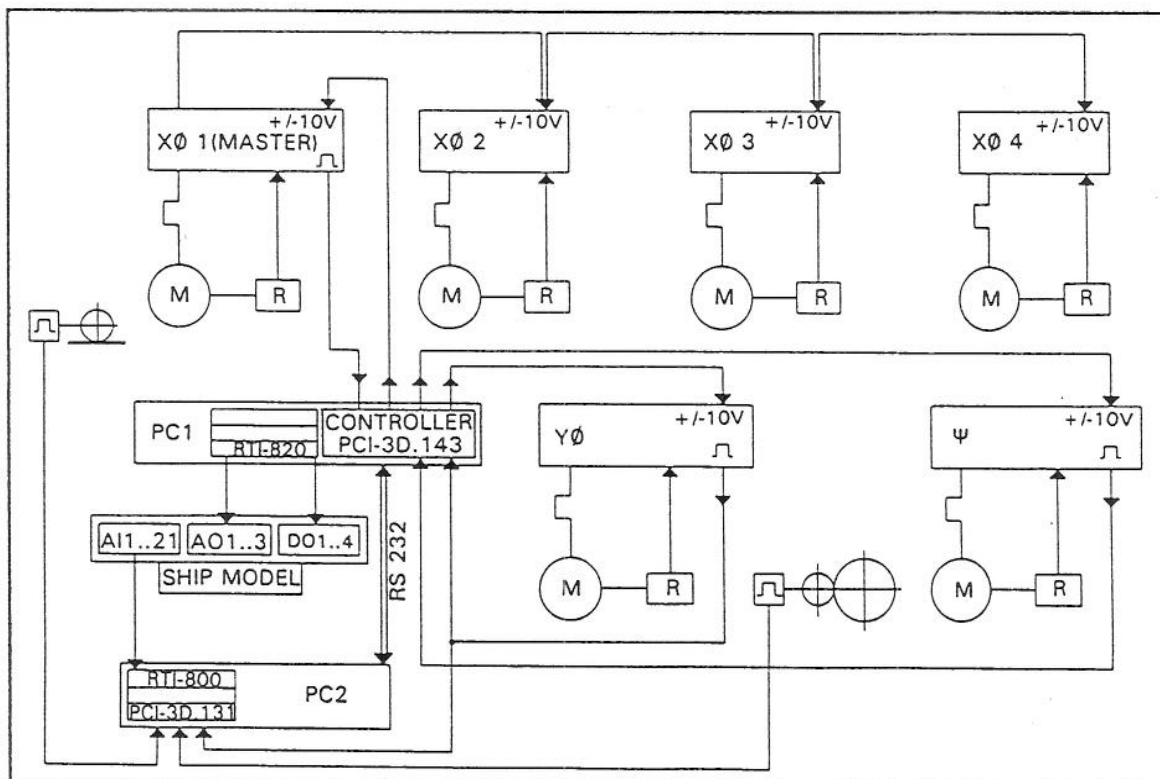 +/-10V
XØ 1(MASTER)
+/-10V
XØ 2
+/-10V
XØ 3
+/-10V
XØ 4
M
R
M
R
M
R
M
R
PC1
RTI-820
CONTROLLER
PCI-3D.143
+/-10V
YØ
+/-10V
Ψ
AI1..21
AO1..3
DO1..4
SHIP MODEL
RS 232
M
R
M
R
RTI-800
PCI-3D.131
PC2